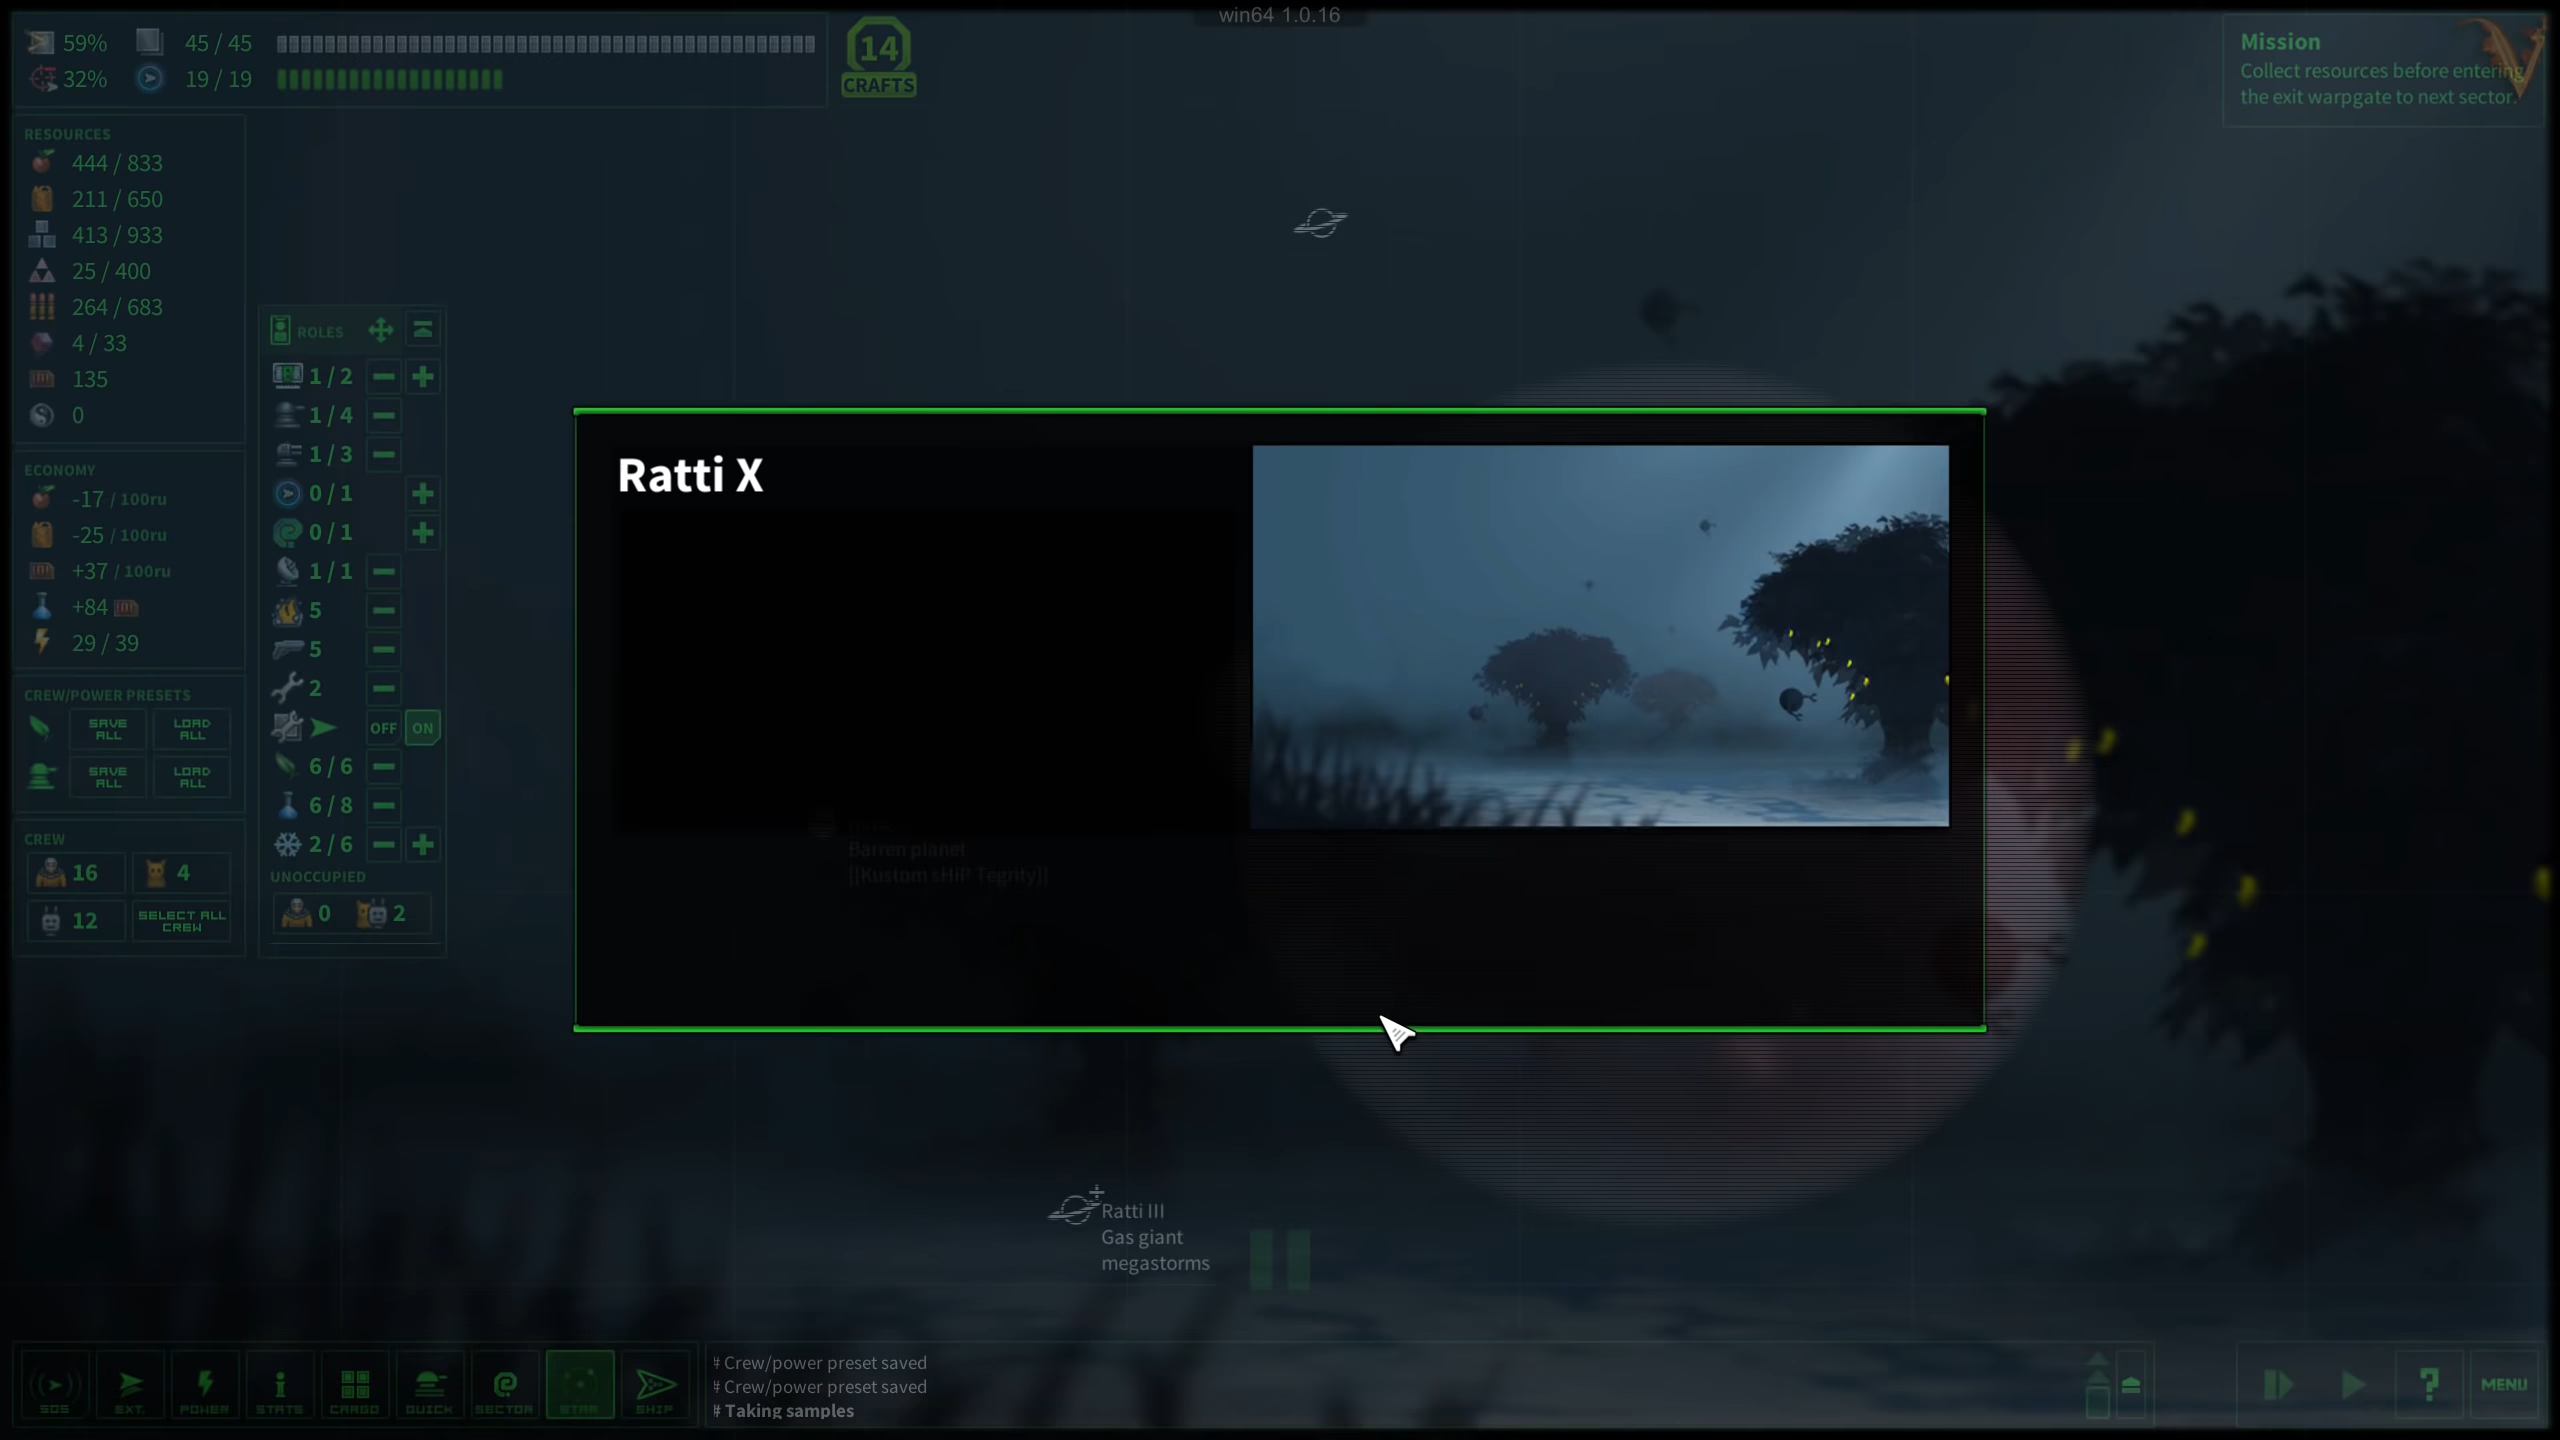 win64 1.0.16
59% 45 / 45
32% 19 / 19
14
CRAFTS
Mission
Collect resources before entering
the exit warpgate to next sector.
RESOURCES
444 / 833
211 / 650
413 / 933
25 / 400
264 / 683
4 / 33
135
0
ECONOMY
-17 / 100ru
-25 / 100ru
+37 / 100ru
+84
29 / 39
CREW/POWER PRESETS
SAVE ALL LOAD ALL
SAVE ALL LOAD ALL
CREW
16 4
12 SELECT ALL CREW
ROLES
1 / 2
1 / 4
1 / 3
0 / 1
0 / 1
1 / 1
5
5
2
OFF ON
6 / 6
6 / 8
2 / 6
UNOCCUPIED
0 2
Ratti X
Barren planet
[[Kustom sHiP Tegrity]]
Ratti III
Gas giant
megastorms
SOS EXT. POWER STATS CARGO QUICK SECTOR STAR SHIP
# Crew/power preset saved
# Crew/power preset saved
# Taking samples
? MENU